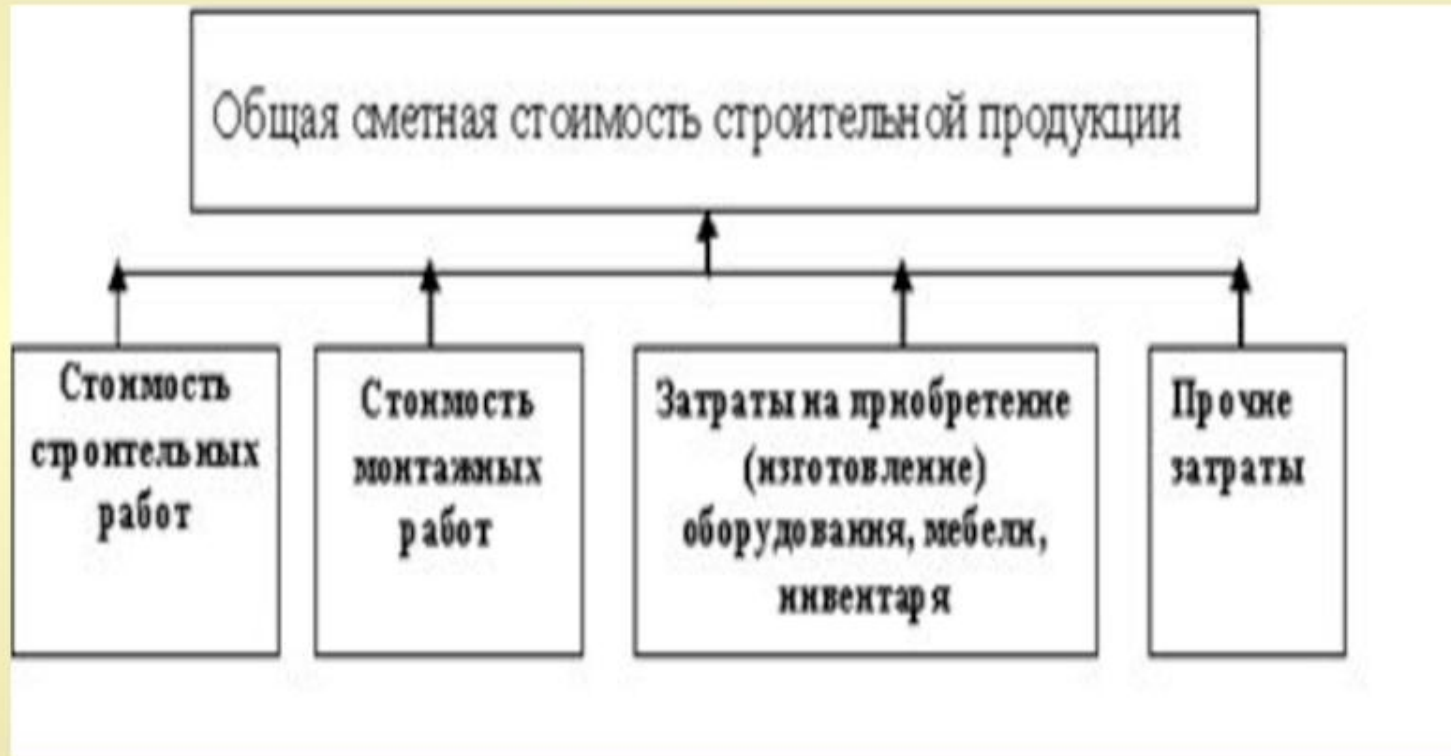 Общая сметная стоимость строительной продукции
Стоимость
строительных
работ
Стоимость
монтажных
работ
Затраты на приобретение
(изготовление)
оборудования, мебели,
инвентаря
Прочие
затраты